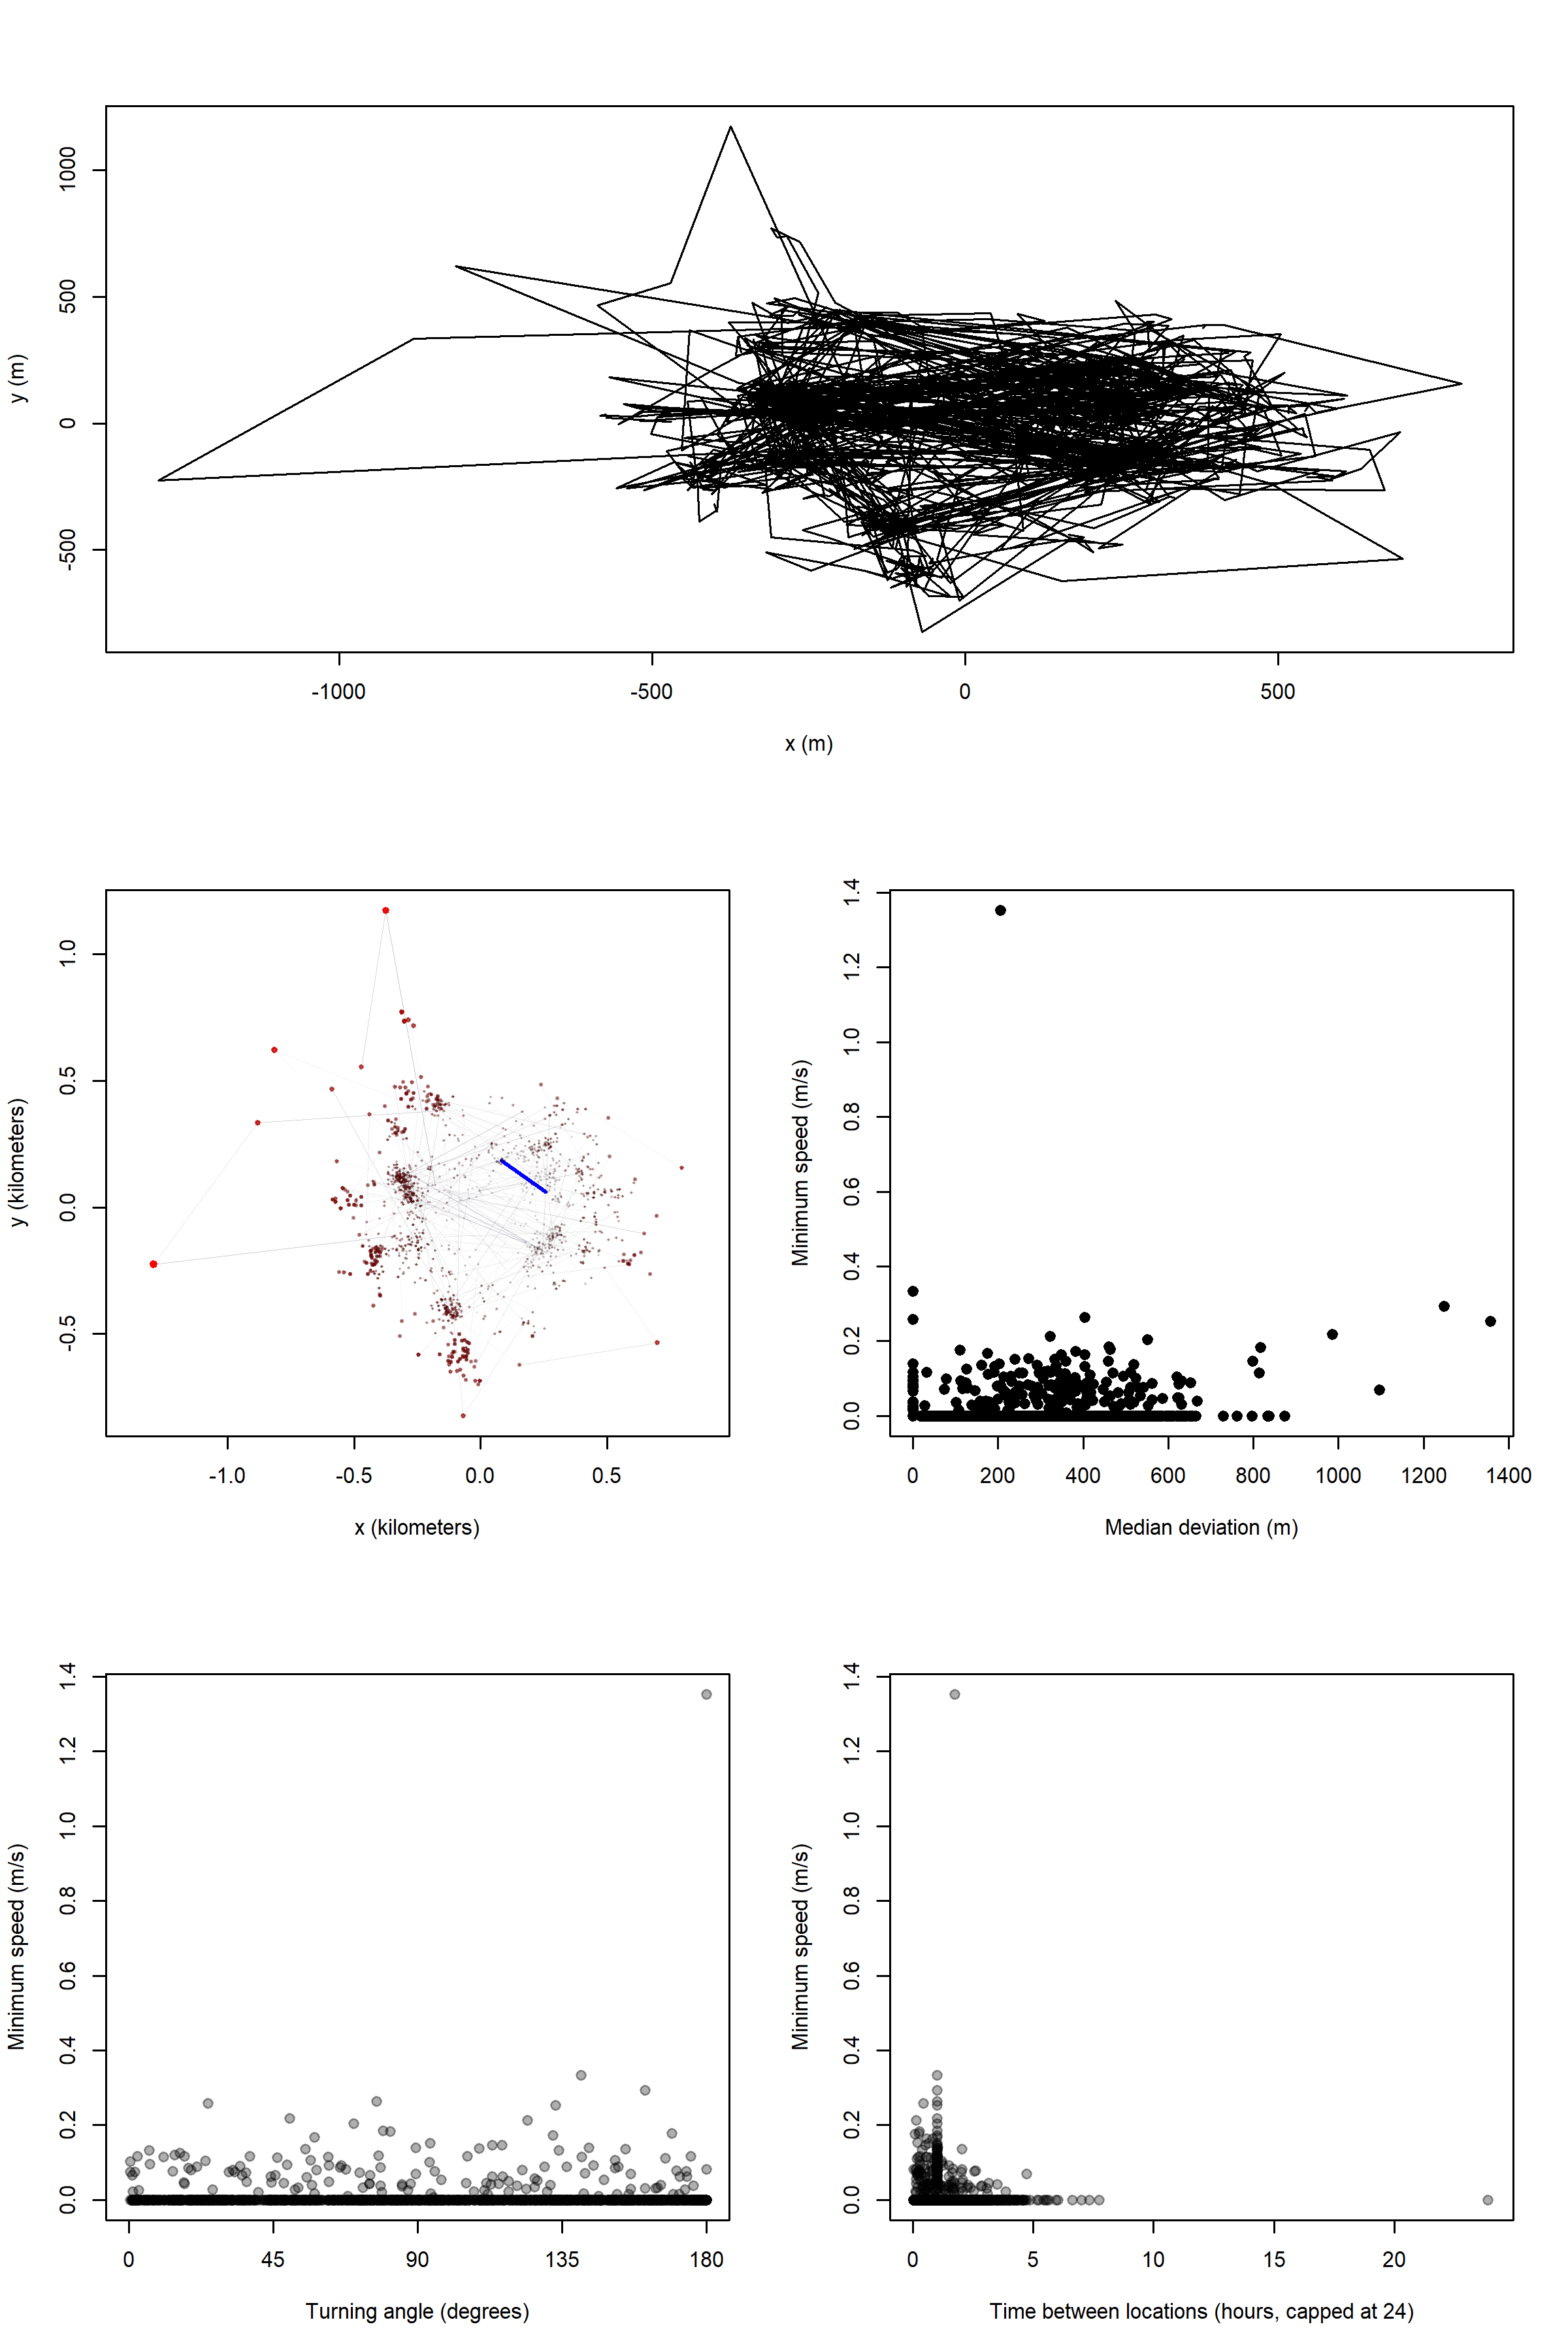 1000
500
0
-500
y (m)
-1000 -500 0 500
x (m)
1.0
0.5
0.0
-0.5
y (kilometers)
-1.0 -0.5 0.0 0.5
x (kilometers)
1.4
1.2
1.0
0.8
0.6
0.4
0.2
0.0
Minimum speed (m/s)
0 200 400 600 800 1000 1200 1400
Median deviation (m)
1.4
1.2
1.0
0.8
0.6
0.4
0.2
0.0
Minimum speed (m/s)
0 45 90 135 180
Turning angle (degrees)
1.4
1.2
1.0
0.8
0.6
0.4
0.2
0.0
Minimum speed (m/s)
0 5 10 15 20
Time between locations (hours, capped at 24)